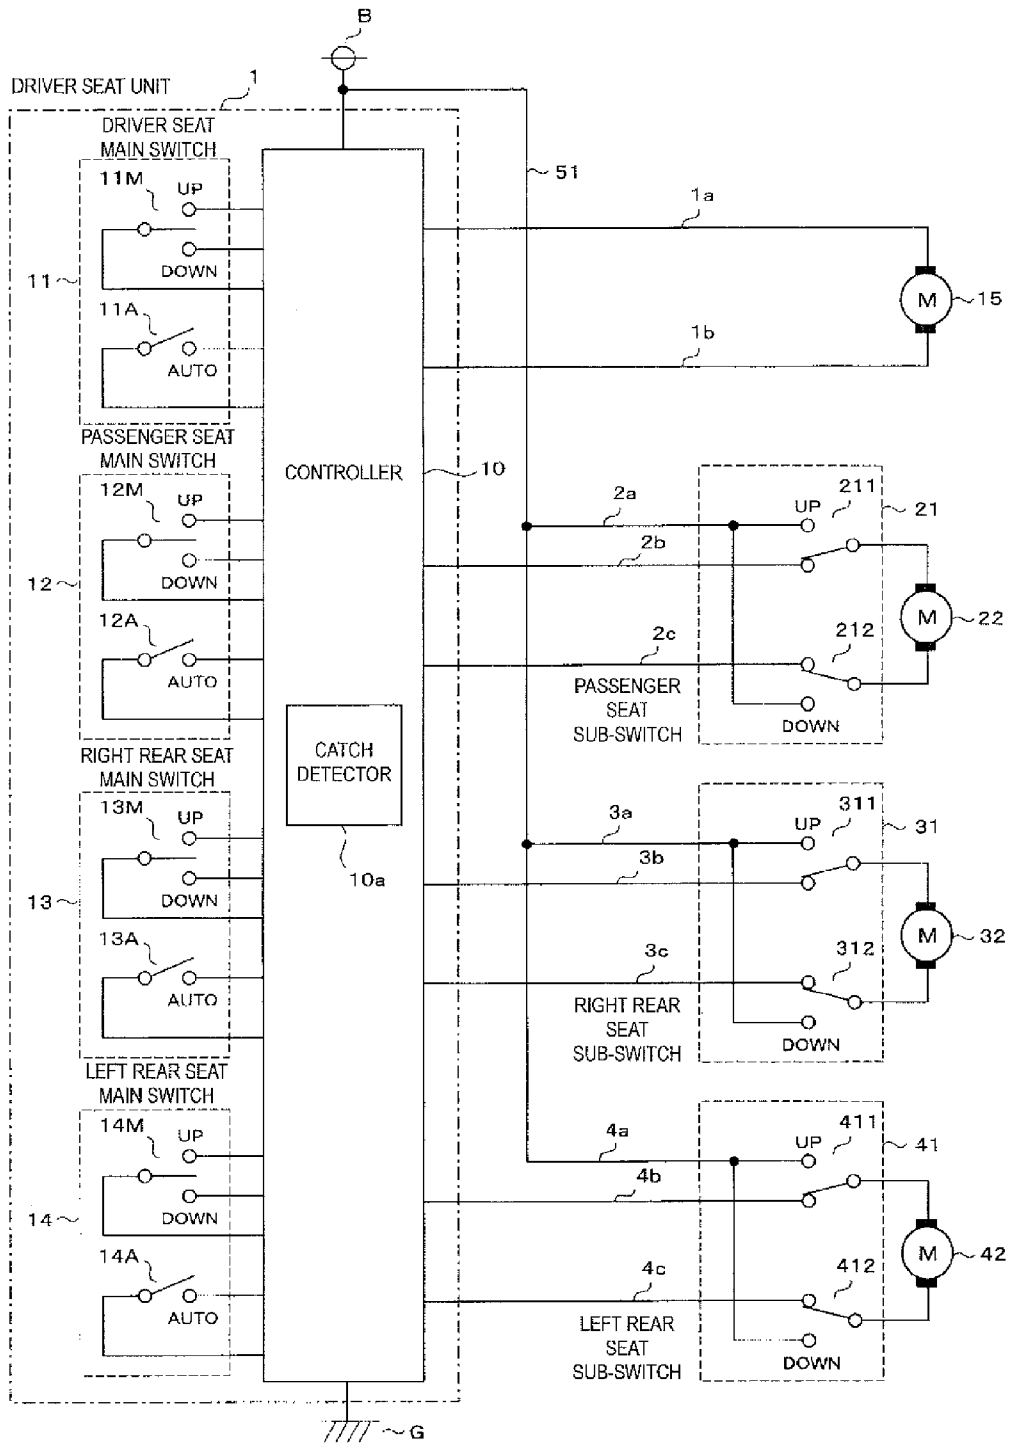 B
DRIVER SEAT UNIT
1
DRIVER SEAT
MAIN SWITCH
11M
UP
DOWN
11
11A
AUTO
PASSENGER SEAT
MAIN SWITCH
12M
UP
DOWN
12
12A
AUTO
RIGHT REAR SEAT
MAIN SWITCH
13M
UP
DOWN
13
13A
AUTO
LEFT REAR SEAT
MAIN SWITCH
14M
UP
DOWN
14
14A
AUTO
CONTROLLER
10
CATCH
DETECTOR
10a
G
51
1a
M
15
1b
2a
211
21
UP
2b
M
22
2c
212
PASSENGER
SEAT
SUB-SWITCH
DOWN
3a
311
31
UP
3b
M
32
3c
312
RIGHT REAR
SEAT
SUB-SWITCH
DOWN
4a
411
41
UP
4b
M
42
4c
412
LEFT REAR
SEAT
SUB-SWITCH
DOWN